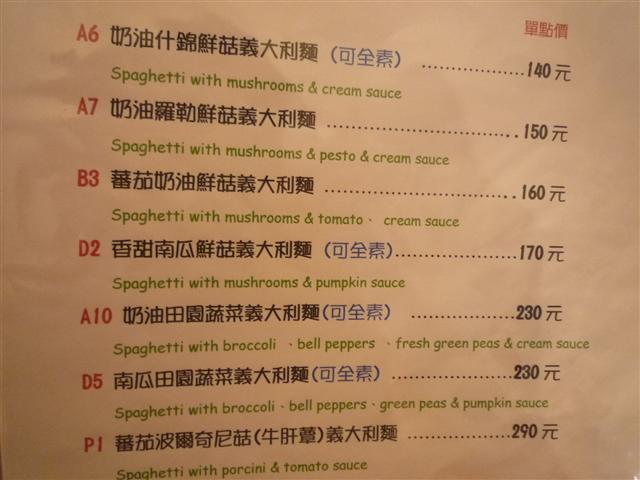 單點價
A6 奶油什錦鮮菇義大利麵 (可全素) ..................140元
Spaghetti with mushrooms & cream sauce
A7 奶油羅勒鮮菇義大利麵 ................................150元
Spaghetti with mushrooms & pesto & cream sauce
B3 蕃茄奶油鮮菇義大利麵 ................................160元
Spaghetti with mushrooms & tomato、 cream sauce
D2 香甜南瓜鮮菇義大利麵 (可全素).....................170元
Spaghetti with mushrooms & pumpkin sauce
A10 奶油田園蔬菜義大利麵(可全素) ..................230元
Spaghetti with broccoli 、bell peppers 、fresh green peas & cream sauce
D5 南瓜田園蔬菜義大利麵(可全素) .....................230元
Spaghetti with broccoli、bell peppers、green peas & pumpkin sauce
P1 蕃茄波爾奇尼菇(牛肝蕈)義大利麵 ..................290元
Spaghetti with porcini & tomato sauce